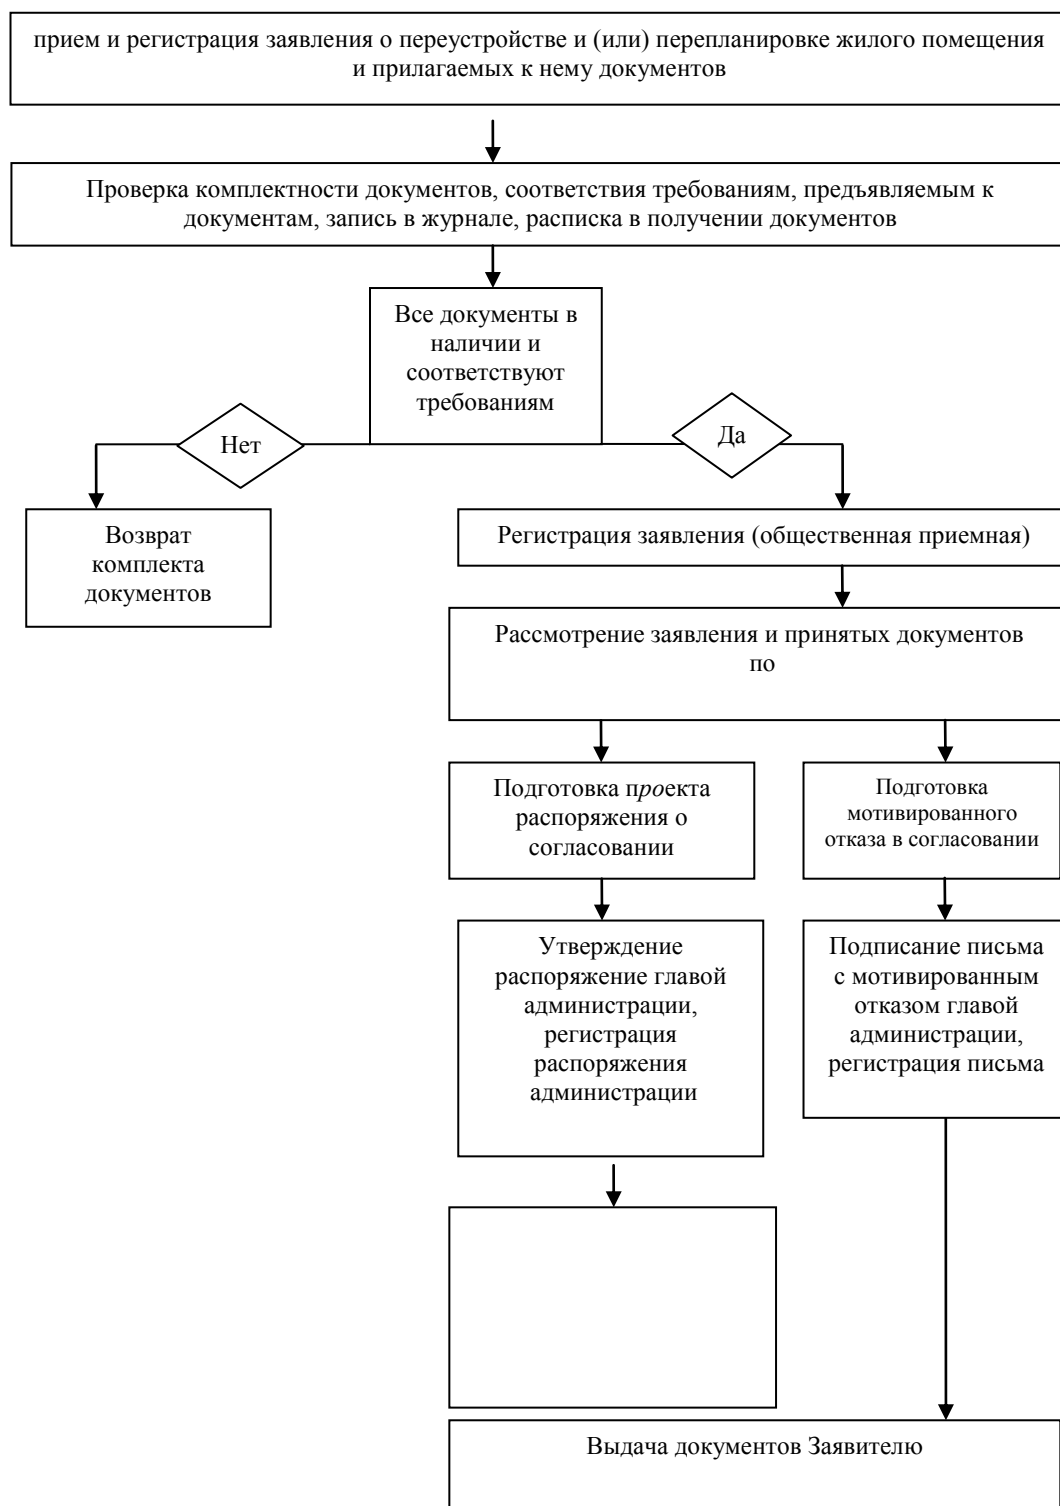 прием и регистрация заявления о переустройстве и (или) перепланировке жилого помещения
и прилагаемых к нему документов
Проверка комплектности документов, соответствия требованиям, предъявляемым к
документам, запись в журнале, расписка в получении документов
Все документы в
наличии и
соответствуют
требованиям
Нет
Да
Возврат
комплекта
документов
Регистрация заявления (общественная приемная)
Рассмотрение заявления и принятых документов
по
Подготовка проекта
распоряжения о
согласовании
Подготовка
мотивированного
отказа в согласовании
Утверждение
распоряжение главой
администрации,
регистрация
распоряжения
администрации
Подписание письма
с мотивированным
отказом главой
администрации,
регистрация письма
Выдача документов Заявителю